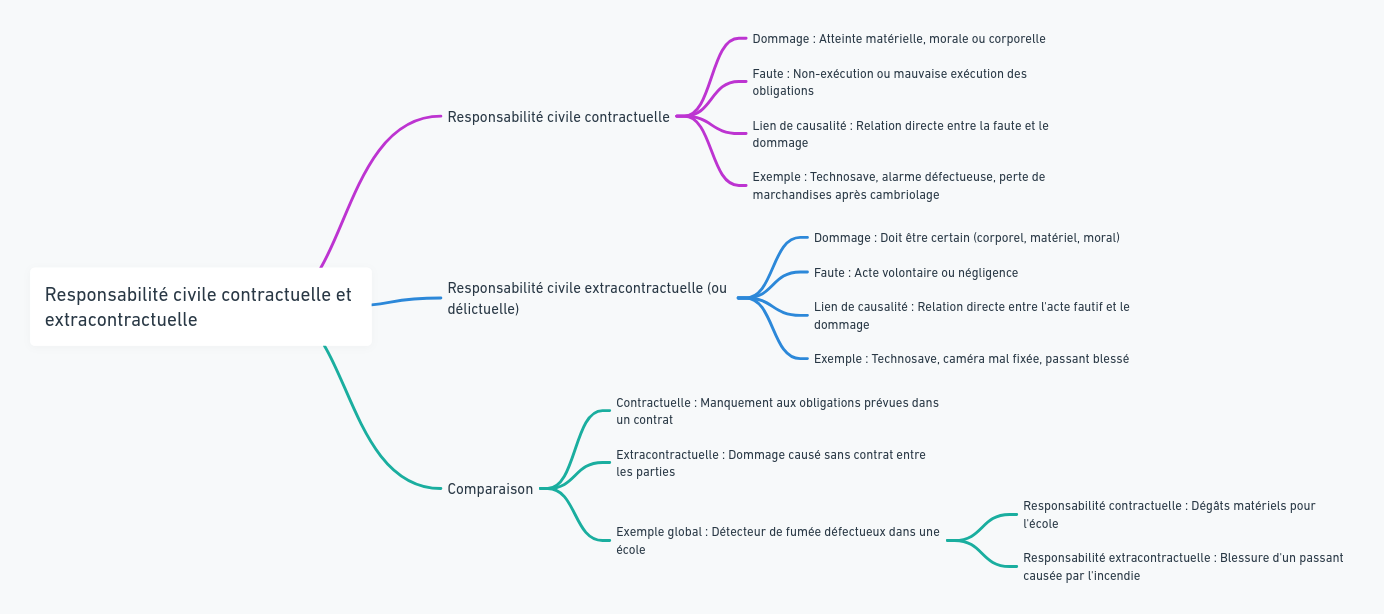 Responsabilité civile contractuelle et
extracontractuelle
Responsabilité civile contractuelle
Dommage : Atteinte matérielle, morale ou corporelle
Faute : Non-exécution ou mauvaise exécution des
obligations
Lien de causalité : Relation directe entre la faute et le
dommage
Exemple : Technosave, alarme défectueuse, perte de
marchandises après cambriolage
Responsabilité civile extracontractuelle (ou
délictuelle)
Dommage : Doit être certain (corporel, matériel, moral)
Faute : Acte volontaire ou négligence
Lien de causalité : Relation directe entre l'acte fautif et le
dommage
Exemple : Technosave, caméra mal fixée, passant blessé
Comparaison
Contractuelle : Manquement aux obligations prévues dans
un contrat
Extracontractuelle : Dommage causé sans contrat entre
les parties
Exemple global : Détecteur de fumée défectueux dans une
école
Responsabilité contractuelle : Dégâts matériels pour
l'école
Responsabilité extracontractuelle : Blessure d'un passant
causée par l'incendie